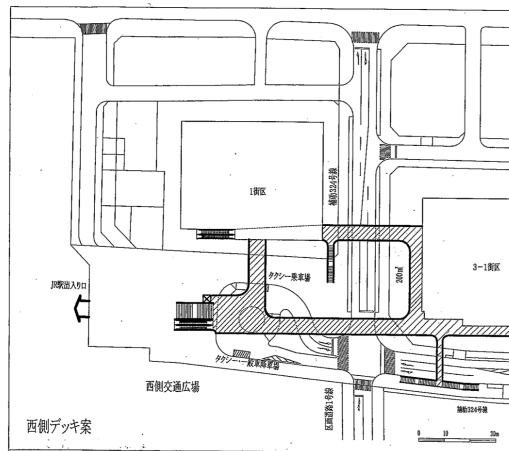 1街区
補助324号線
3-1街区
タクシー乗車場
200㎡
JR駅出入り口
タクシー・一般車降車場
西側交通広場
区画道路1号線
補助324号線
0 10 20m
西側デッキ案